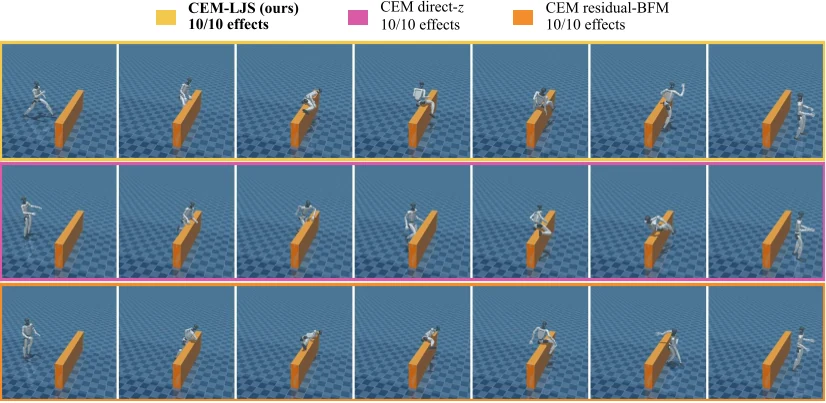 CEM-LJS (ours)
10/10 effects
CEM direct-z
10/10 effects
CEM residual-BFM
10/10 effects